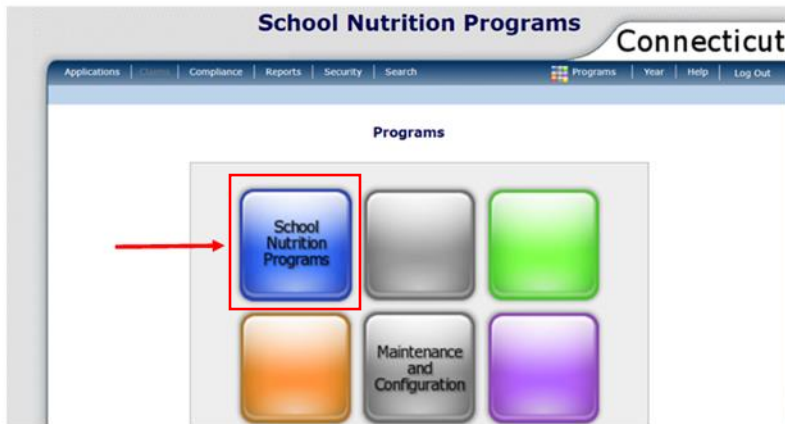 School Nutrition Programs
Connecticut
Applications | Claims | Compliance | Reports | Security | Search
Programs | Year | Help | Log Out
Programs
School
Nutrition
Programs
Maintenance
and
Configuration